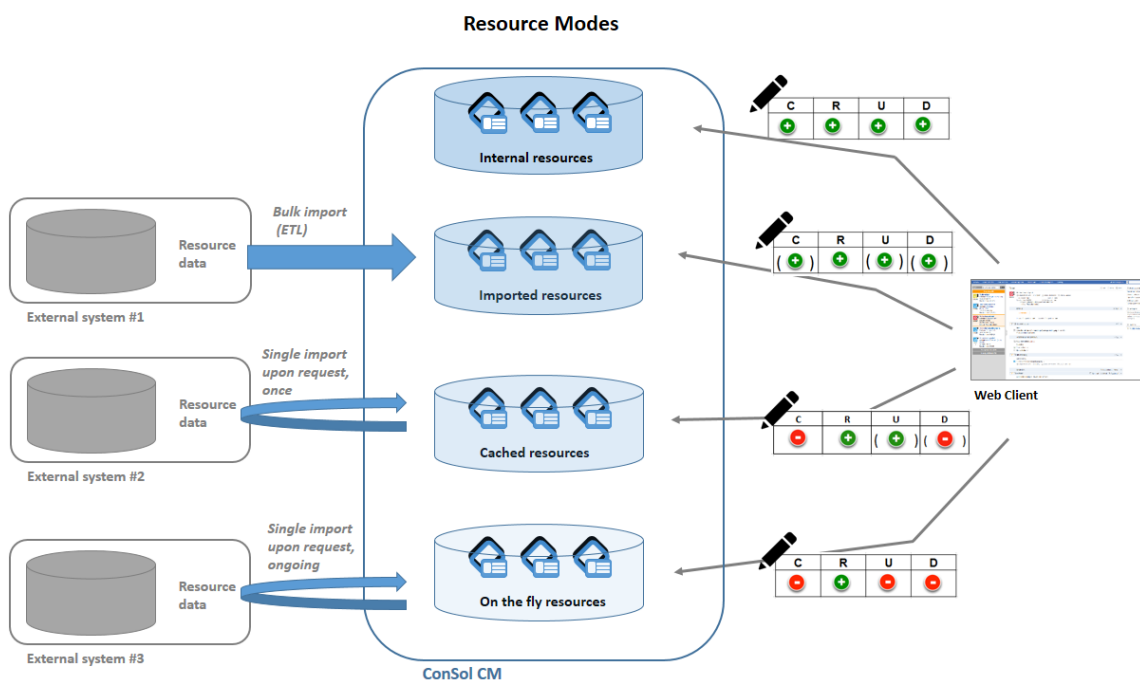 Resource Modes
C R U D
Internal resources
Bulk import
(ETL)
Resource
data
External system #1
C R U D
( ) ( ) ( )
Imported resources
Single import
upon request,
once
Resource
data
External system #2
Web Client
C R U D
( ) ( )
Cached resources
Single import
upon request,
ongoing
Resource
data
External system #3
C R U D
On the fly resources
ConSol CM